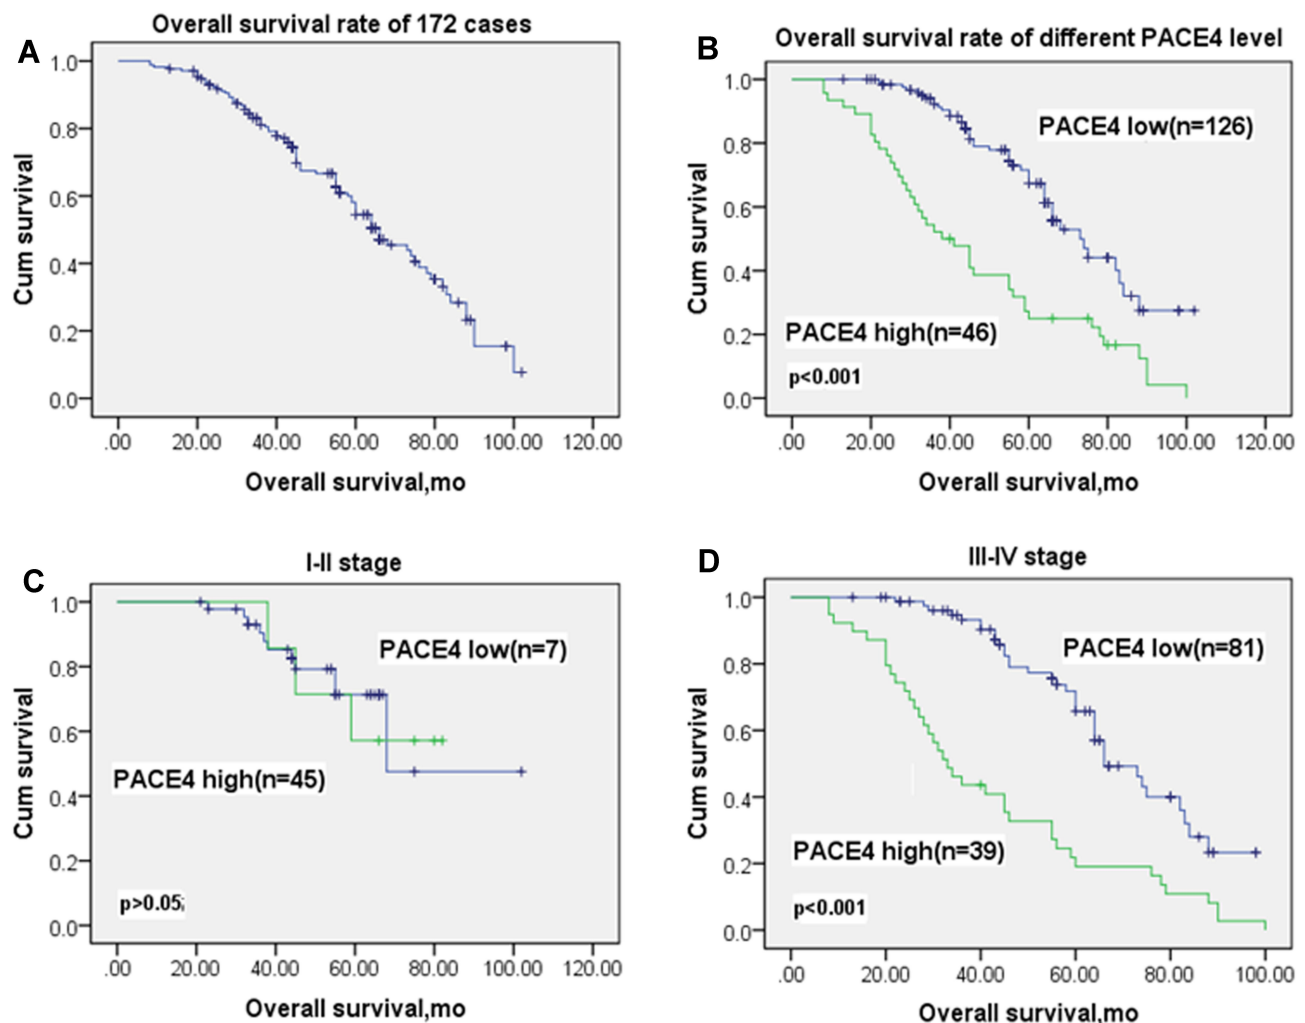 A
Overall survival rate of 172 cases
Cum survival
1.0
0.8
0.6
0.4
0.2
0.0
.00 20.00 40.00 60.00 80.00 100.00 120.00
Overall survival,mo
B
Overall survival rate of different PACE4 level
Cum survival
1.0
0.8
0.6
0.4
0.2
0.0
PACE4 low(n=126)
PACE4 high(n=46)
p<0.001
.00 20.00 40.00 60.00 80.00 100.00 120.00
Overall survival,mo
C
I-II stage
Cum survival
1.0
0.8
0.6
0.4
0.2
0.0
PACE4 low(n=7)
PACE4 high(n=45)
p>0.05
.00 20.00 40.00 60.00 80.00 100.00 120.00
Overall survival,mo
D
III-IV stage
Cum survival
1.0
0.8
0.6
0.4
0.2
0.0
PACE4 low(n=81)
PACE4 high(n=39)
p<0.001
.00 20.00 40.00 60.00 80.00 100.00
Overall survival,mo